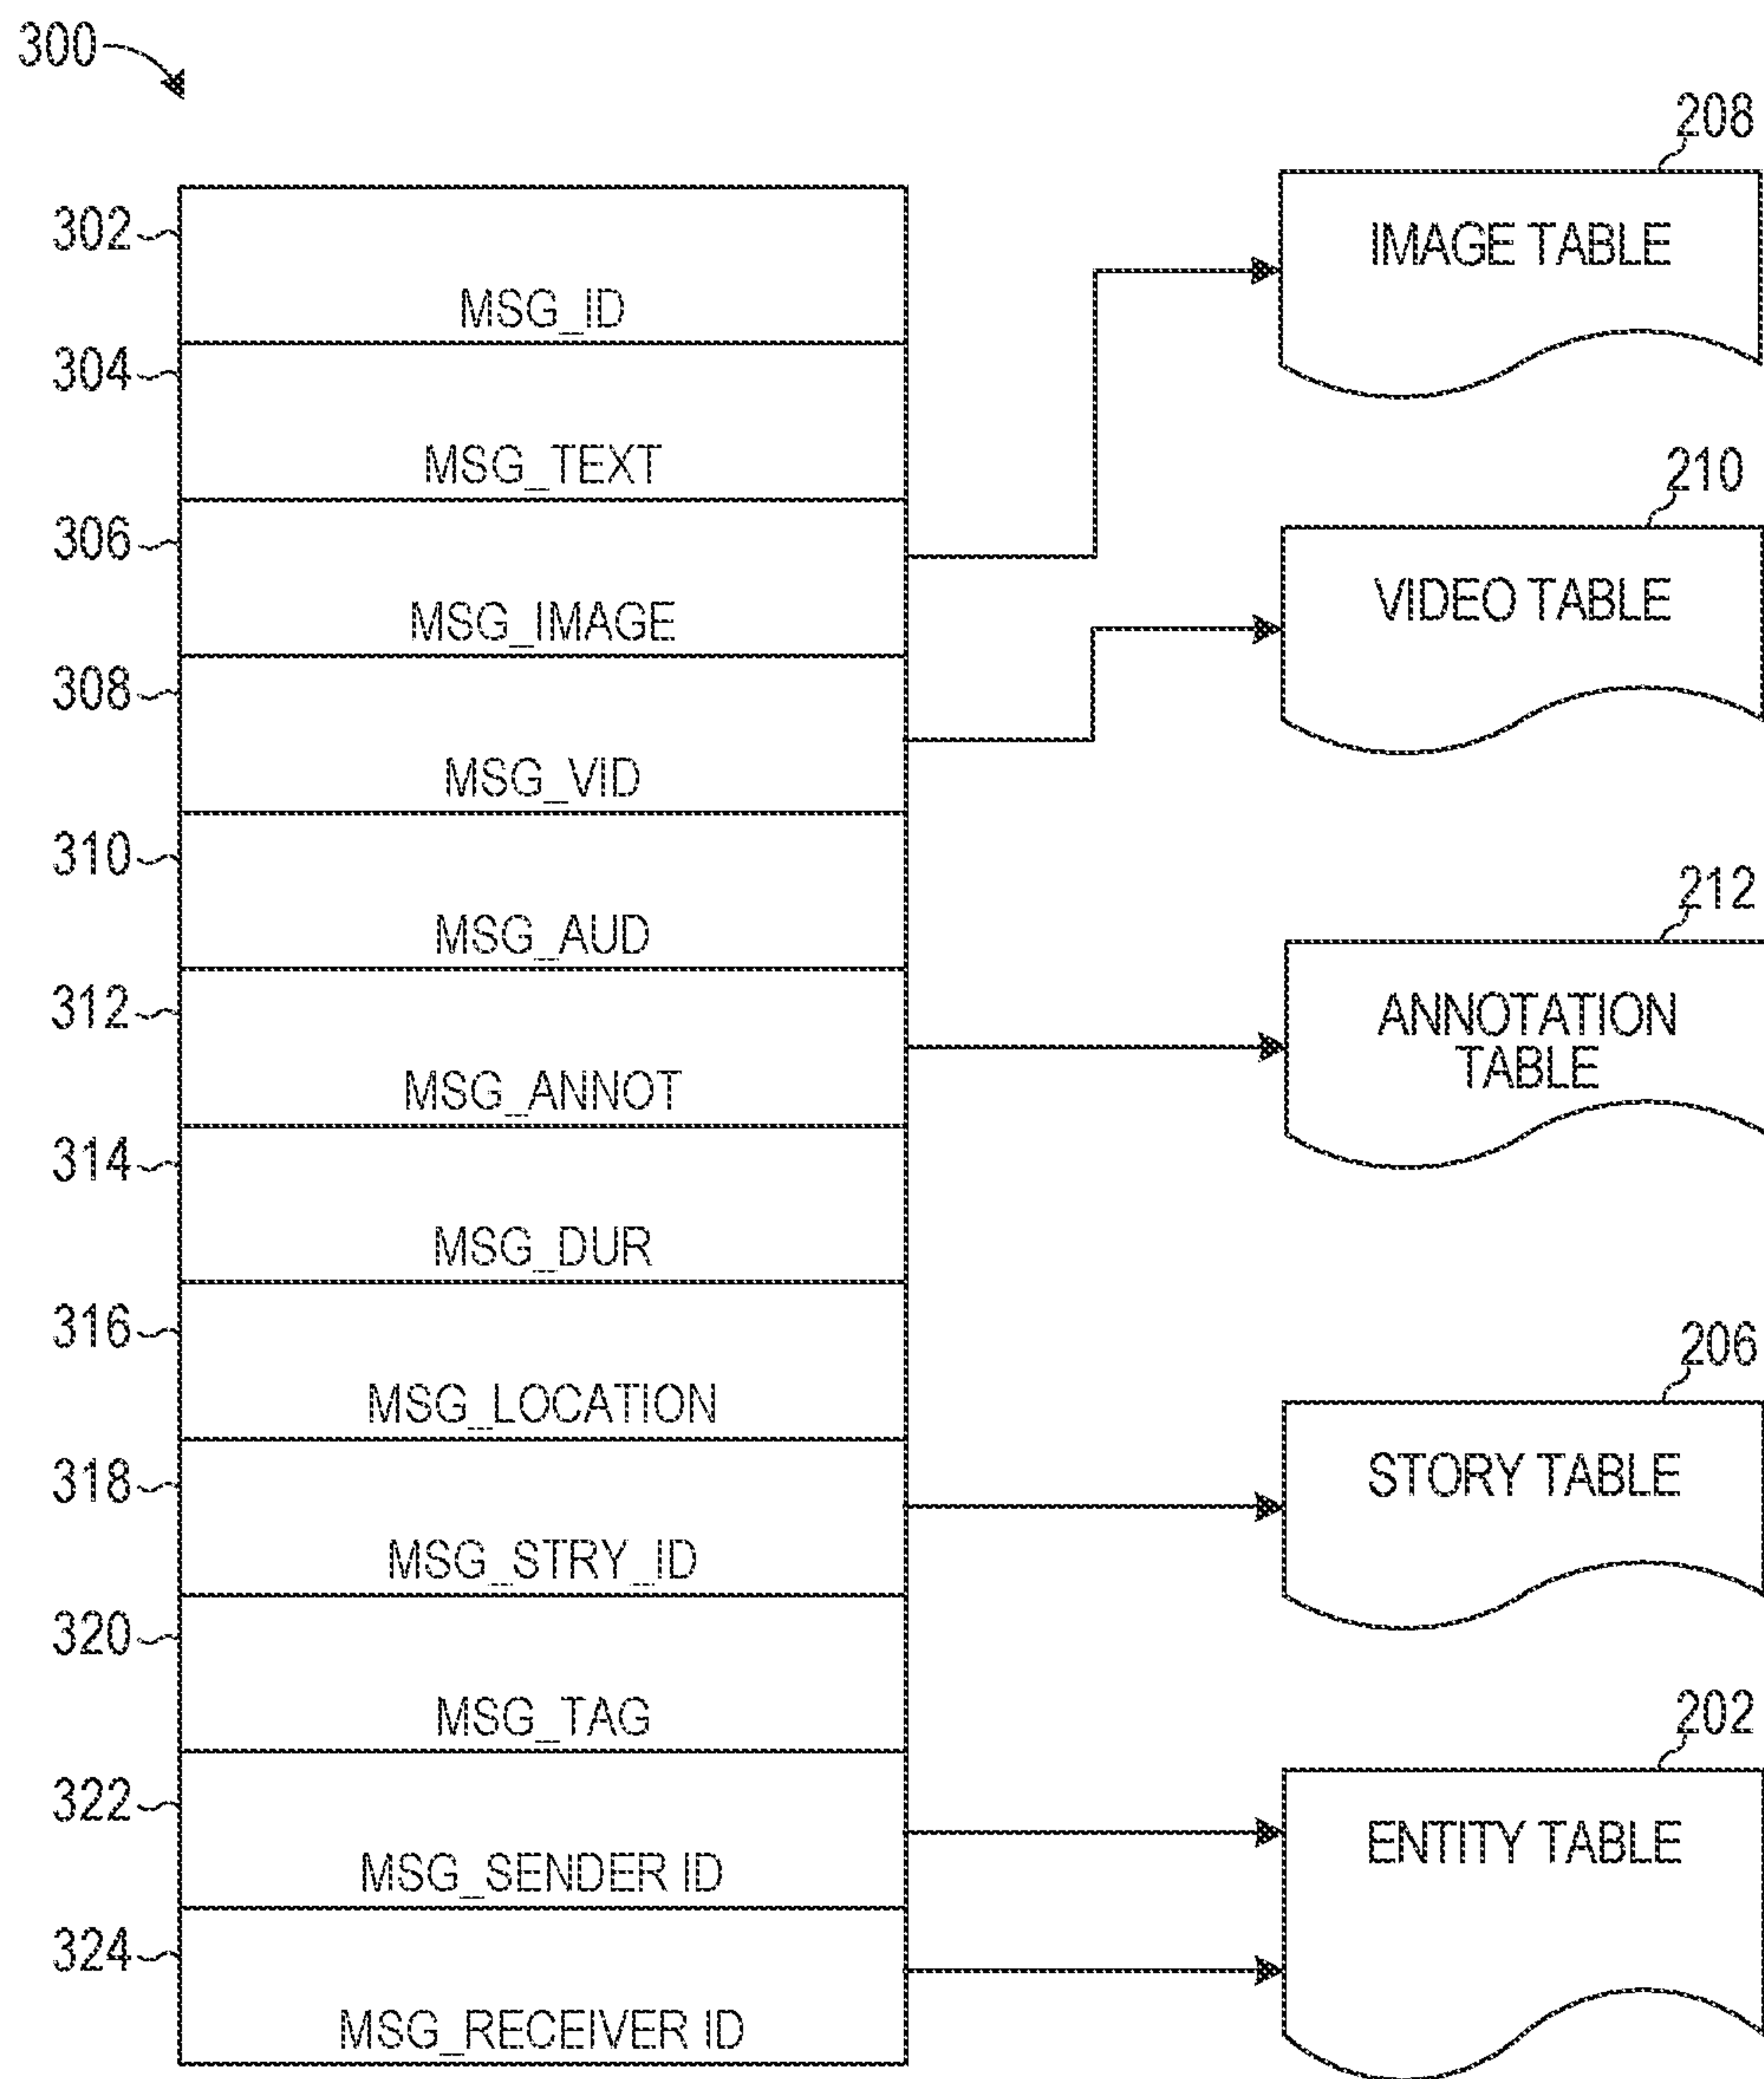 300
208
302
IMAGE TABLE
MSG_ID
304
MSG_TEXT
210
306
VIDEO TABLE
MSG_IMAGE
308
MSG_VID
310
212
MSG_AUD
312
ANNOTATION
TABLE
MSG_ANNOT
314
MSG_DUR
316
206
MSG_LOCATION
318
STORY TABLE
MSG_STRY_ID
320
202
MSG_TAG
322
ENTITY TABLE
MSG_SENDER ID
324
MSG_RECEIVER ID